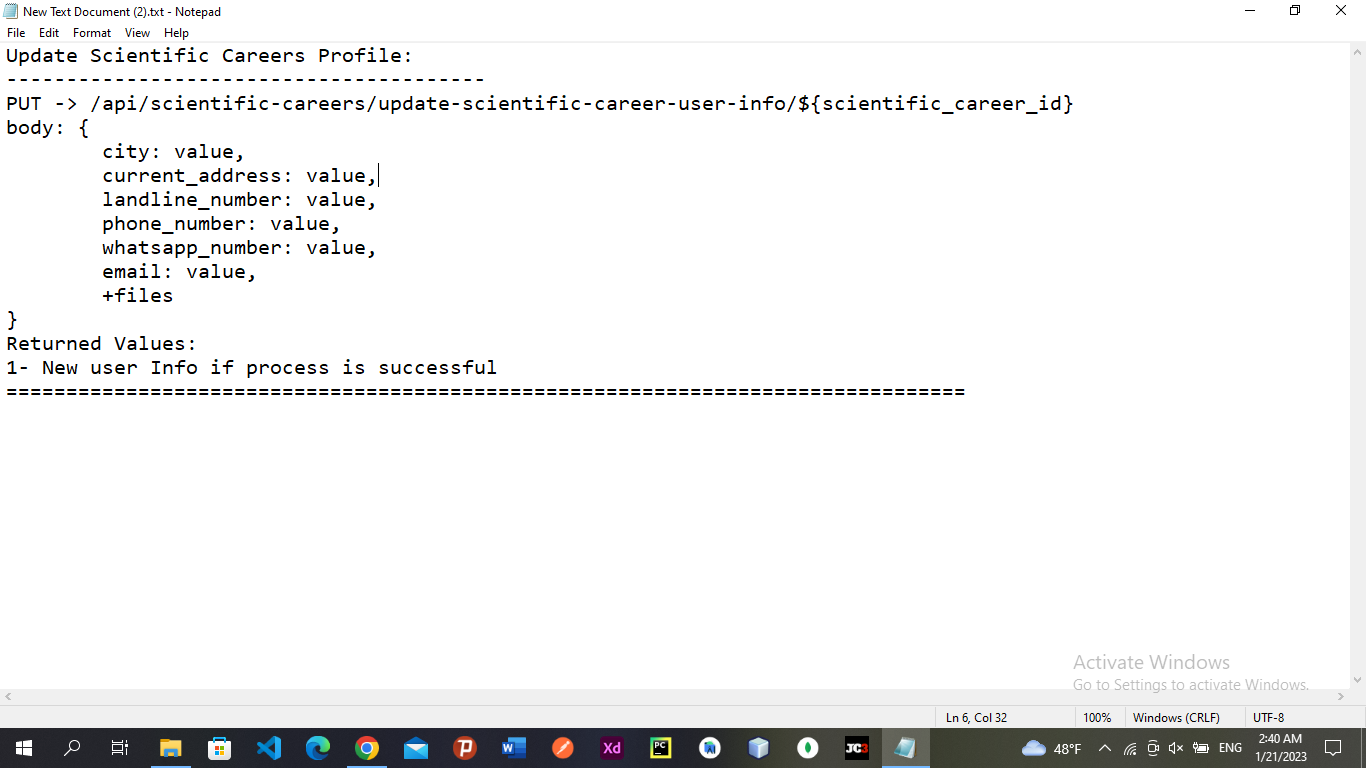 New Text Document (2).txt - Notepad
File Edit Format View Help
Update Scientific Careers Profile:
----------------------------------------
PUT -> /api/scientific-careers/update-scientific-career-user-info/${scientific_career_id}
body: {
city: value,
current_address: value,
landline_number: value,
phone_number: value,
whatsapp_number: value,
email: value,
+files
}
Returned Values:
1- New user Info if process is successful
================================================================================
Activate Windows
Go to Settings to activate Windows.
Ln 6, Col 32 100% Windows (CRLF) UTF-8
Xd PC JC3 48°F ENG
2:40 AM
1/21/2023